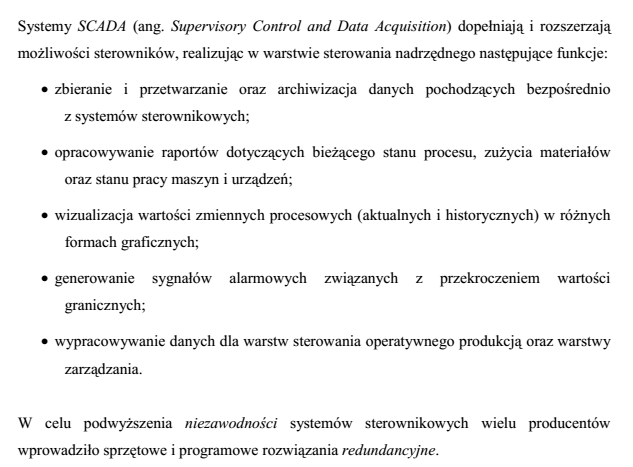 Systemy SCADA (ang. Supervisory Control and Data Acquisition) dopełniają i rozszerzają
możliwości sterowników, realizując w warstwie sterowania nadrzędnego następujące funkcje:
• zbieranie i przetwarzanie oraz archiwizacja danych pochodzących bezpośrednio
z systemów sterownikowych;
• opracowywanie raportów dotyczących bieżącego stanu procesu, zużycia materiałów
oraz stanu pracy maszyn i urządzeń;
• wizualizacja wartości zmiennych procesowych (aktualnych i historycznych) w różnych
formach graficznych;
• generowanie sygnałów alarmowych związanych z przekroczeniem wartości
granicznych;
• wypracowywanie danych dla warstw sterowania operatywnego produkcją oraz warstwy
zarządzania.
W celu podwyższenia niezawodności systemów sterownikowych wielu producentów
wprowadziło sprzętowe i programowe rozwiązania redundancyjne.